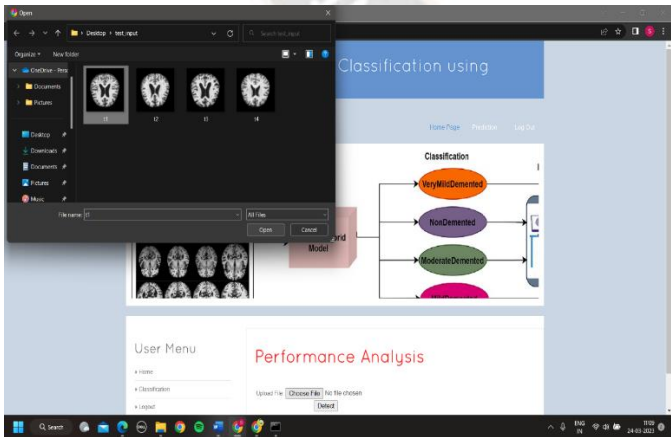 Open
Desktop › test_input
Search test_input
Organize
New folder
OneDrive - Pers
Documents
Pictures
Desktop
Downloads
Documents
Pictures
Music
t1
t2
t3
t4
File name:
t1
All Files
Open
Cancel
Classification using
Home Page
Prediction
Log Out
Classification
VeryMildDemented
NonDemented
ModerateDemented
Model
User Menu
› Home
› Classification
› Logout
Performance Analysis
Upload File
Choose File
No file chosen
Detect
Search
ENG
IN
11:09
24-03-2023